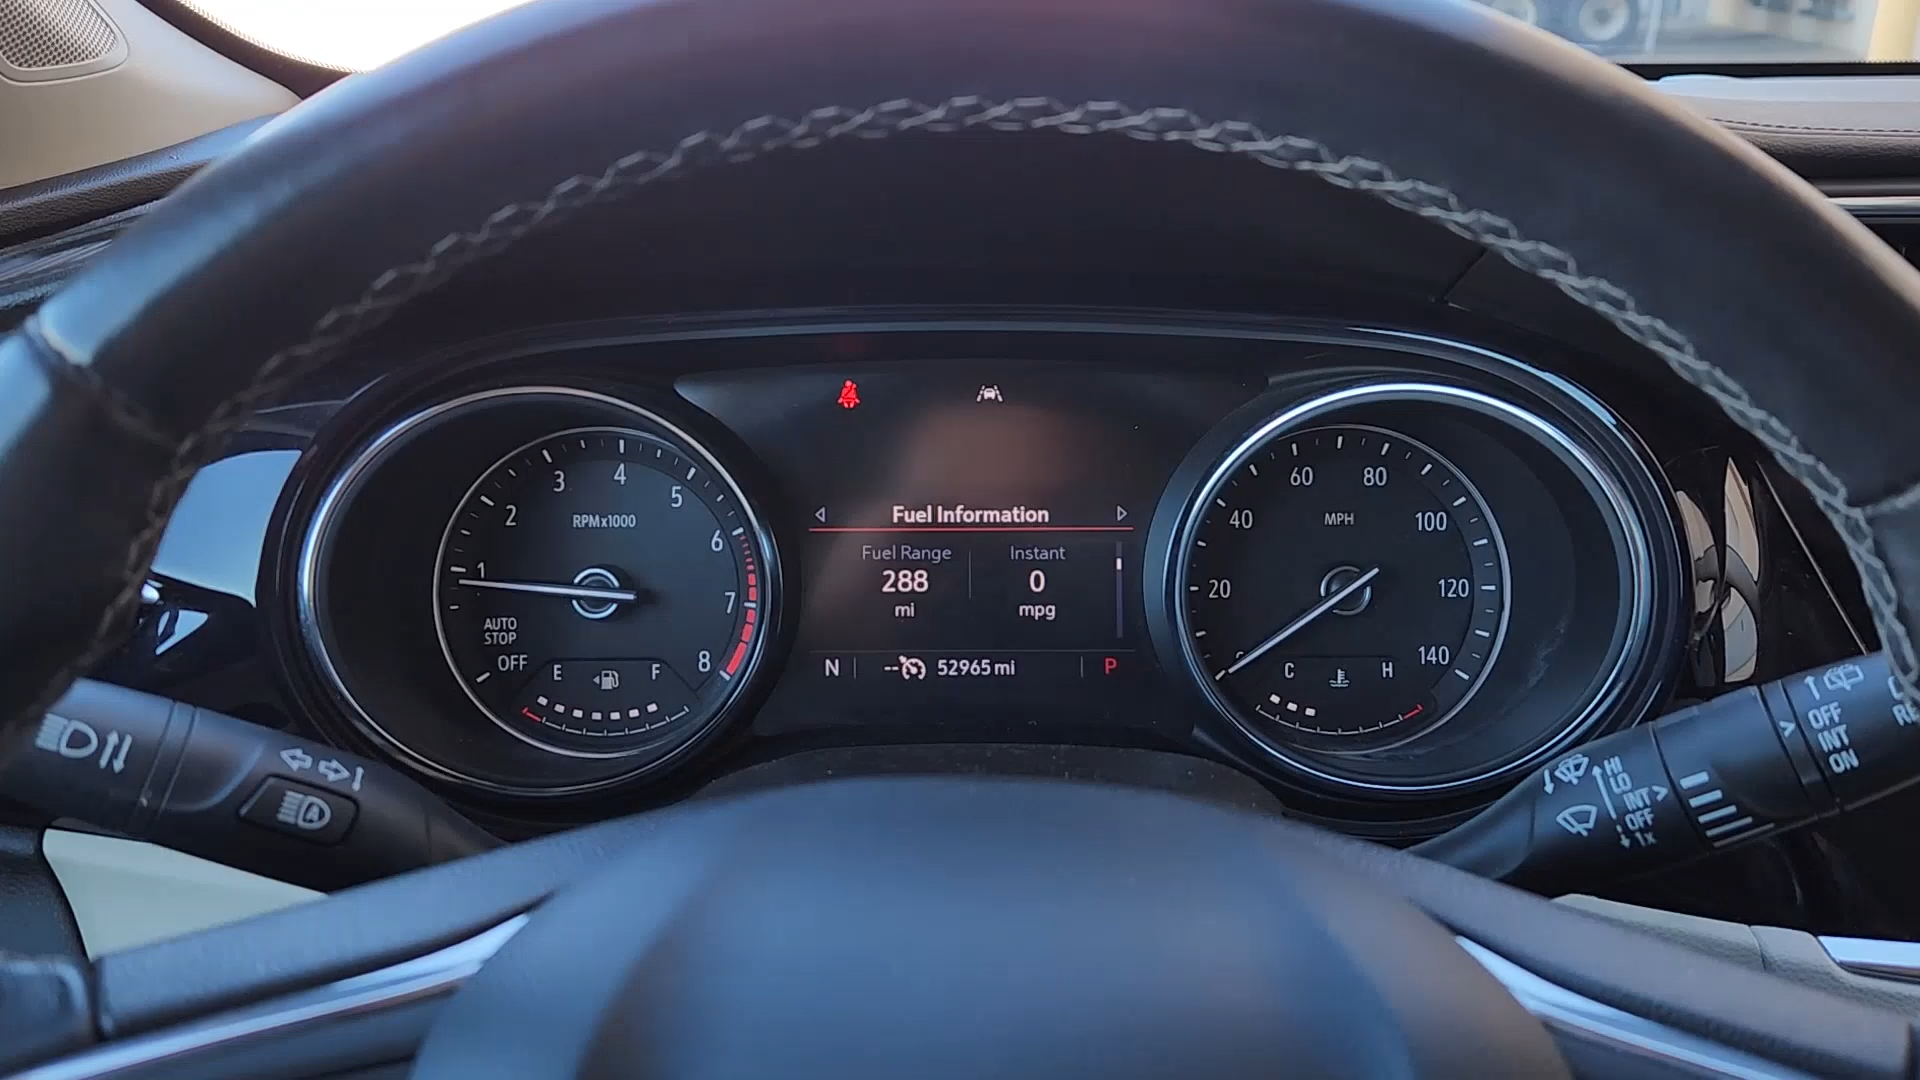 1
2
3
4
5
6
7
8
RPMx1000
AUTO
STOP
OFF
E F
Fuel Information
Fuel Range Instant
288 0
mi mpg
N -- 52965 mi P
20
40
60
80
100
120
140
MPH
C H
A
HI
LO
INT
OFF
1x
OFF
INT
ON